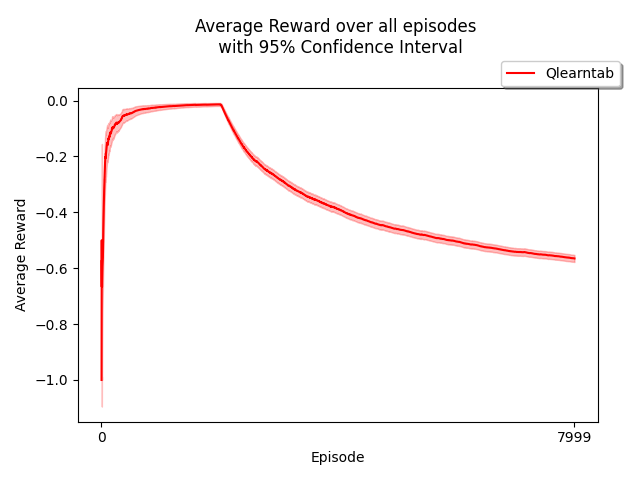 Average Reward over all episodes
with 95% Confidence Interval
Qlearntab
0.0
−0.2
−0.4
−0.6
−0.8
−1.0
Average Reward
0
7999
Episode